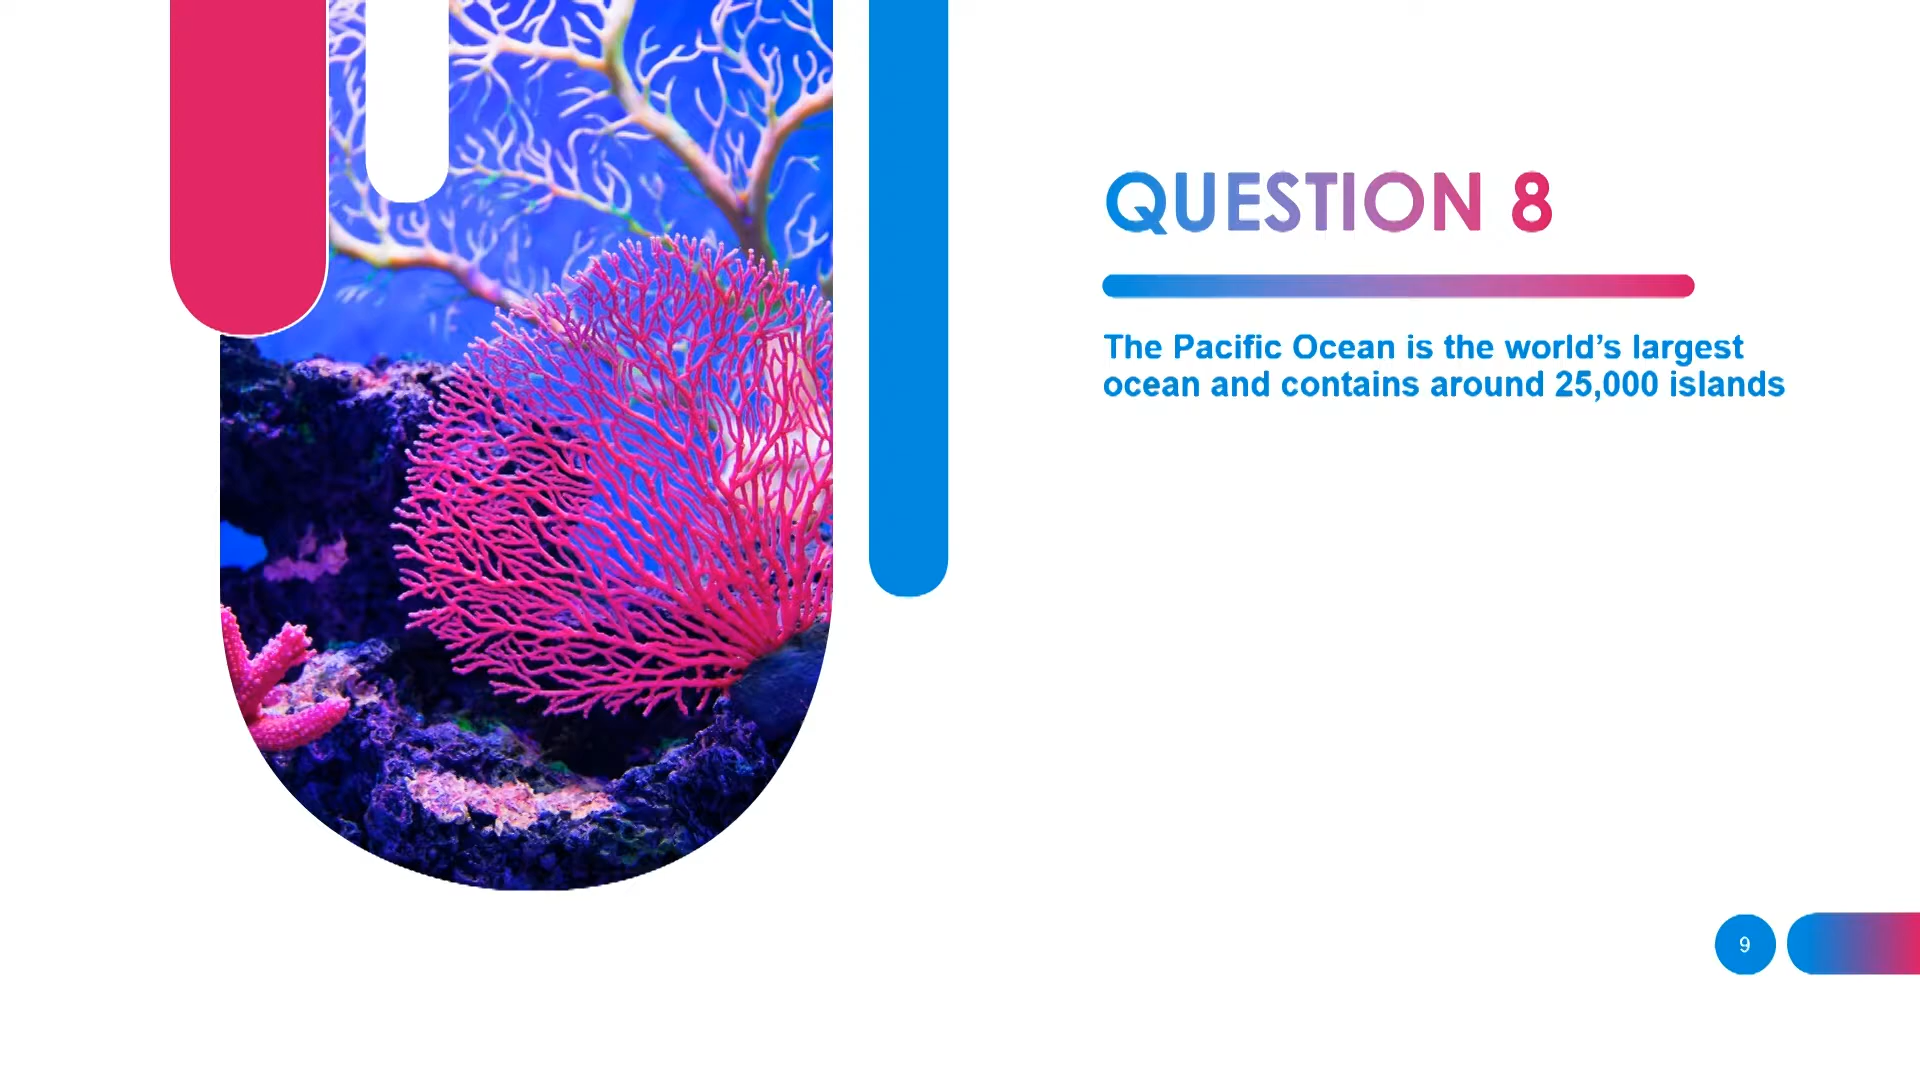 QUESTION 8
The Pacific Ocean is the world’s largest
ocean and contains around 25,000 islands
9